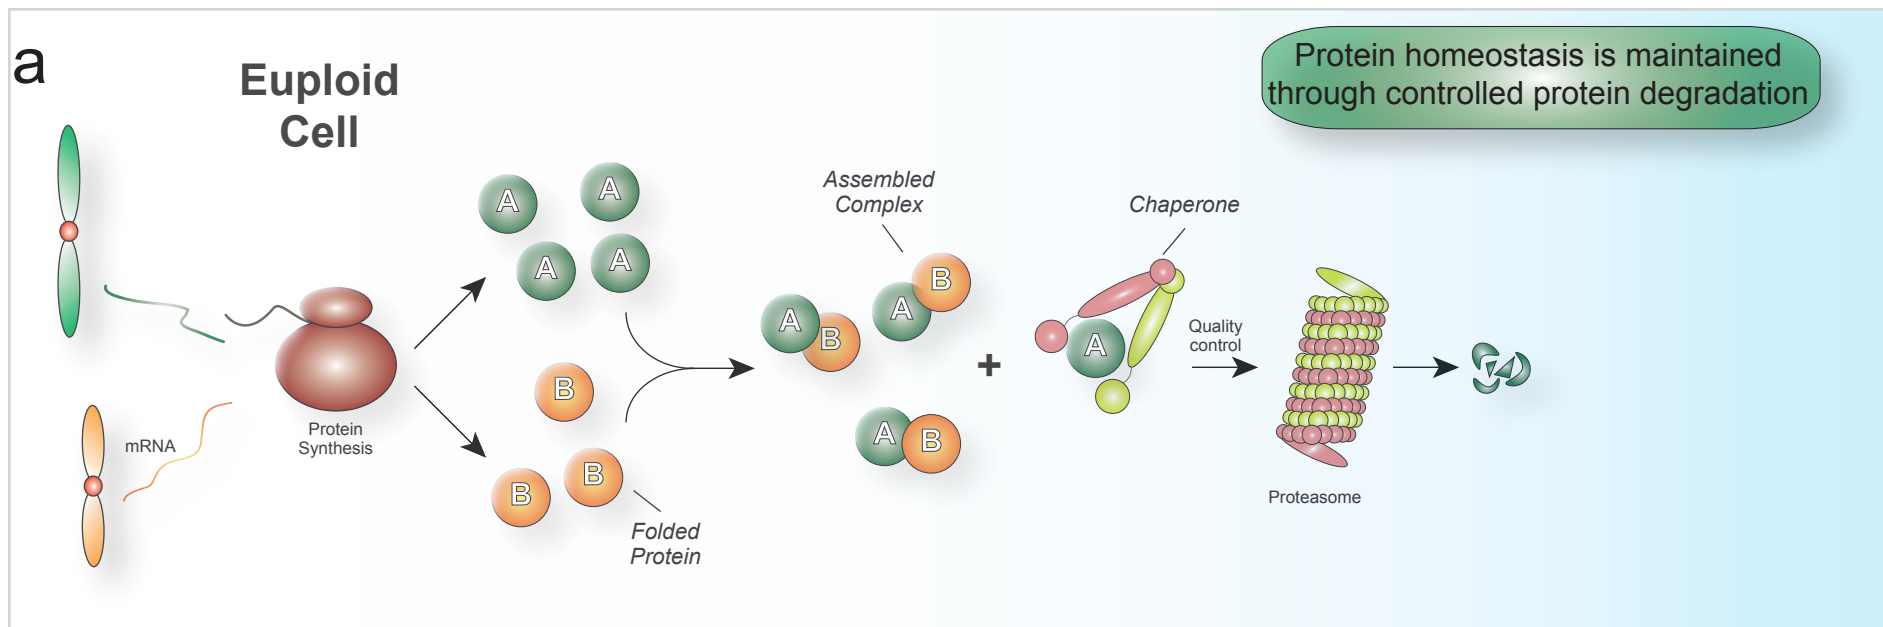 a
Euploid
Cell
Protein homeostasis is maintained
through controlled protein degradation
mRNA
Protein
Synthesis
A
A
A
A
B
B
B
Folded
Protein
Assembled
Complex
A
B
A
B
A
B
+
Chaperone
A
Quality
control
Proteasome